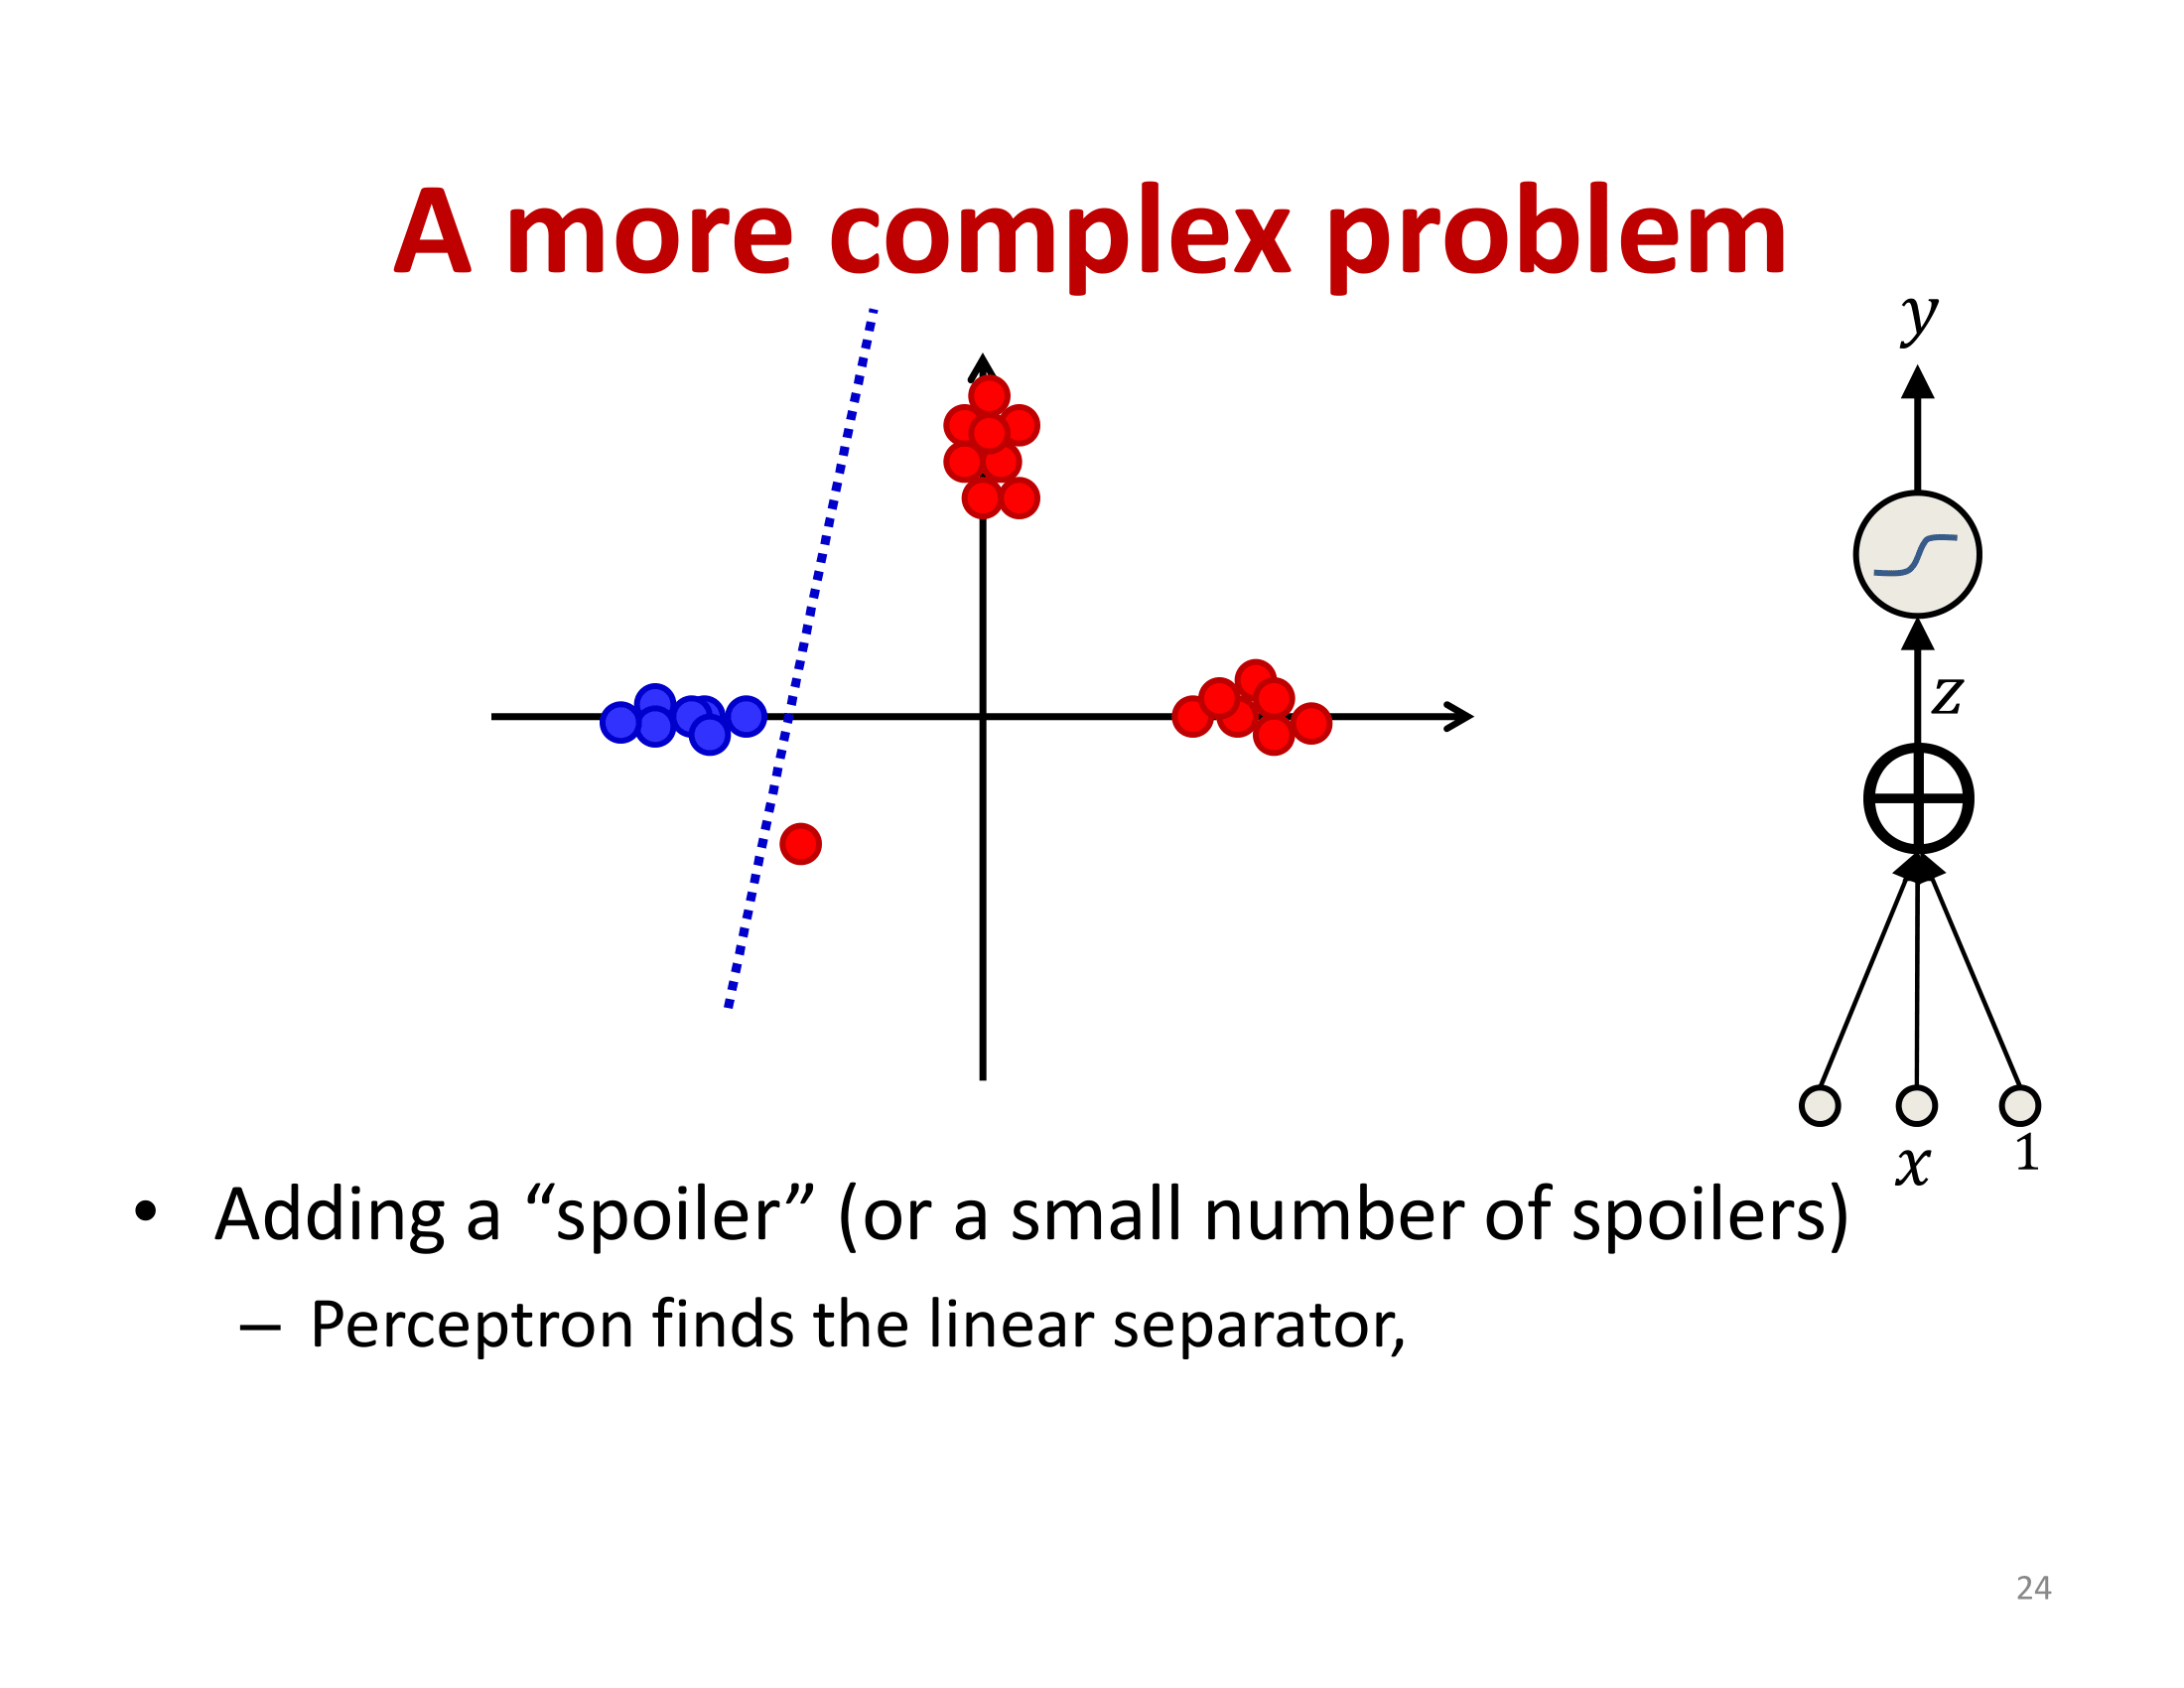 A more complex problem
y
z
x
1
• Adding a “spoiler” (or a small number of spoilers)
– Perceptron finds the linear separator,
24